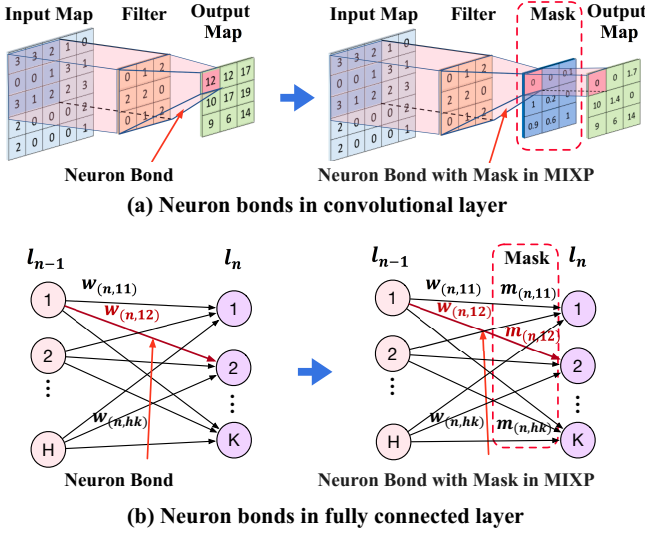 Input Map Filter Output Map Input Map Filter Mask Output Map
3 3 2 1 0
0 0 1 3 1
3 1 2 2 3
2 0 0 2 2
2 0 0 0 1
0 1 2
2 2 0
0 1 2
12 12 17
10 17 19
9 6 14
3 3 2 1 0
0 0 1 3 1
3 1 2 2 3
2 0 0 2 2
2 0 0 0 1
0 1 2
2 2 0
0 1 2
0 0 0.1
1 0.2 0
0.9 0.6 1
0 0 1.7
10 1.4 0
9 6 14
Neuron Bond
Neuron Bond with Mask in MIXP
(a) Neuron bonds in convolutional layer
l_{n-1} l_n l_{n-1} Mask l_n
w_{(n,11)} w_{(n,11)} m_{(n,11)}
1 w_{(n,12)} 1 1 w_{(n,12)} 1
m_{(n,12)}
2 2 2 2
⋮ ⋮ ⋮ ⋮
w_{(n,hk)} w_{(n,hk)} m_{(n,hk)}
H K H K
Neuron Bond Neuron Bond with Mask in MIXP
(b) Neuron bonds in fully connected layer